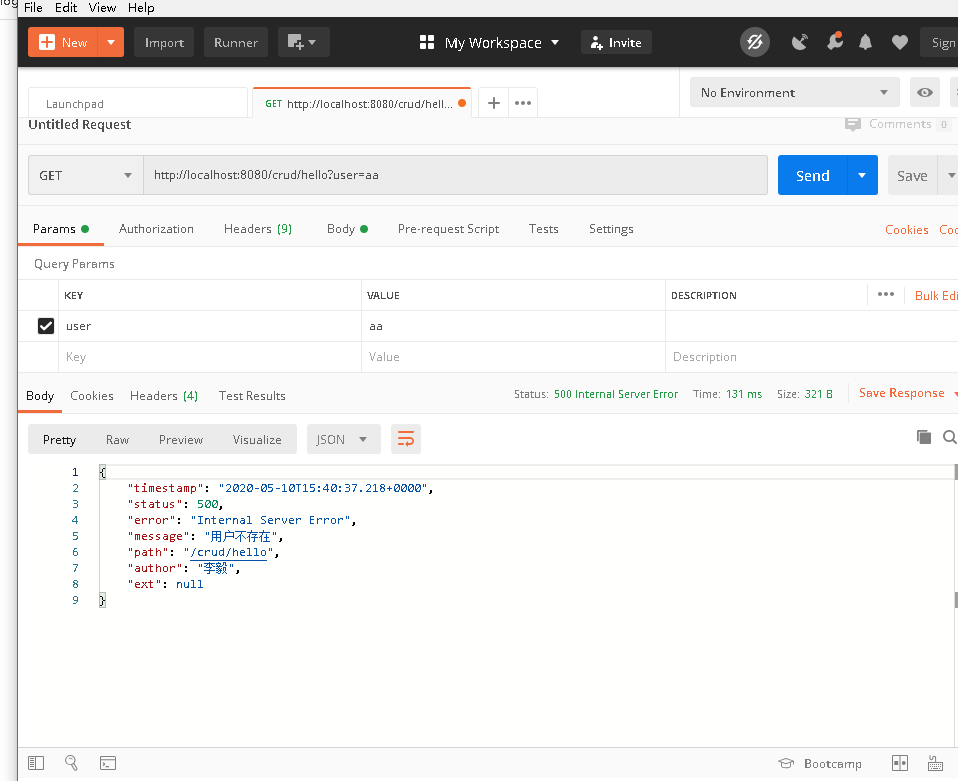 File Edit View Help
New Import Runner My Workspace Invite Sign
Launchpad GET http://localhost:8080/crud/hell... No Environment
Untitled Request Comments 0
GET http://localhost:8080/crud/hello?user=aa Send Save
Params Authorization Headers (9) Body Pre-request Script Tests Settings Cookies
Query Params
KEY VALUE DESCRIPTION Bulk Edi
user aa
Key Value Description
Body Cookies Headers (4) Test Results Status: 500 Internal Server Error Time: 131 ms Size: 321 B Save Response
Pretty Raw Preview Visualize JSON
1 {
2 "timestamp": "2020-05-10T15:40:37.218+0000",
3 "status": 500,
4 "error": "Internal Server Error",
5 "message": "用户不存在",
6 "path": "/crud/hello",
7 "author": "李毅",
8 "ext": null
9 }
Bootcamp